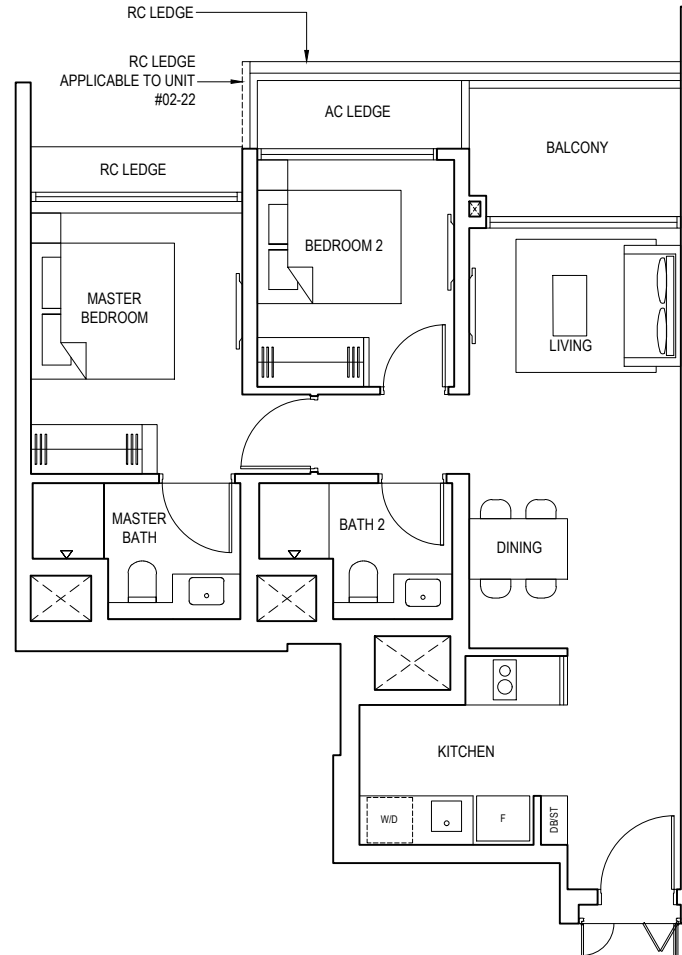 RC LEDGE
RC LEDGE
APPLICABLE TO UNIT
#02-22
AC LEDGE
BALCONY
RC LEDGE
BEDROOM 2
MASTER
BEDROOM
LIVING
MASTER
BATH
BATH 2
DINING
KITCHEN
W/D
F
DB/ST